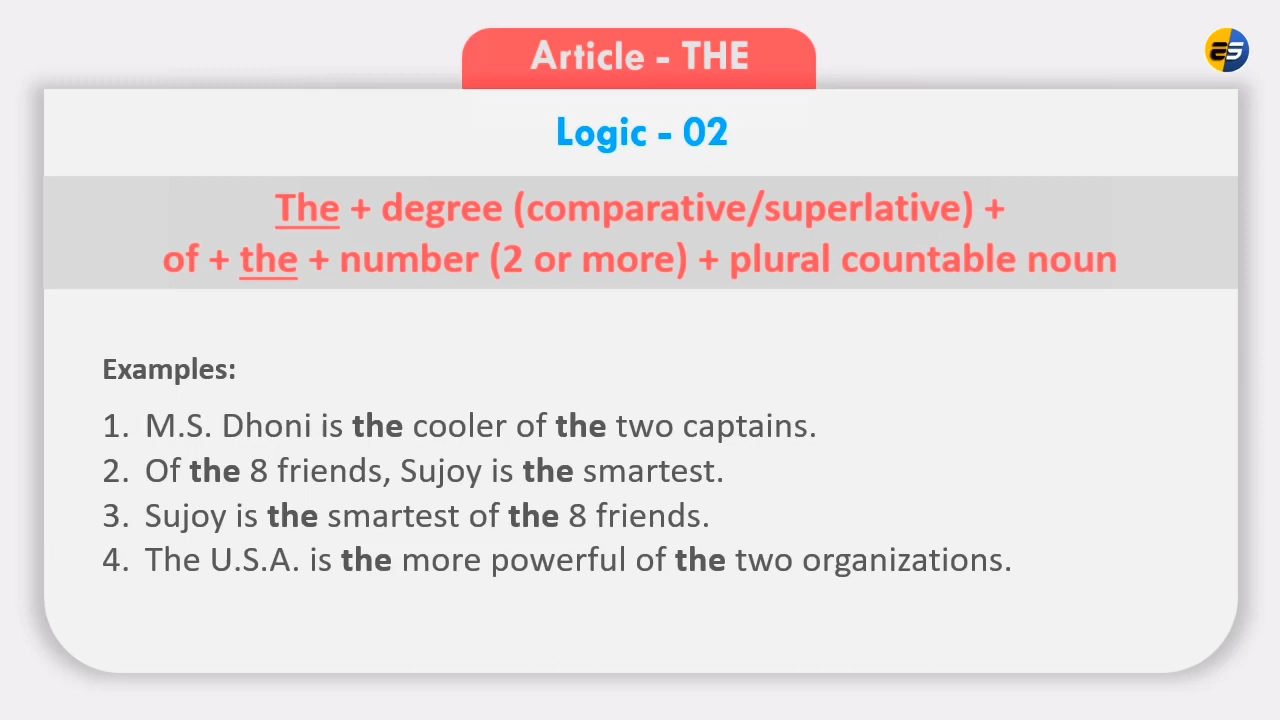 Article - THE
ES
Logic - 02
The + degree (comparative/superlative) +
of + the + number (2 or more) + plural countable noun
Examples:
1. M.S. Dhoni is the cooler of the two captains.
2. Of the 8 friends, Sujoy is the smartest.
3. Sujoy is the smartest of the 8 friends.
4. The U.S.A. is the more powerful of the two organizations.